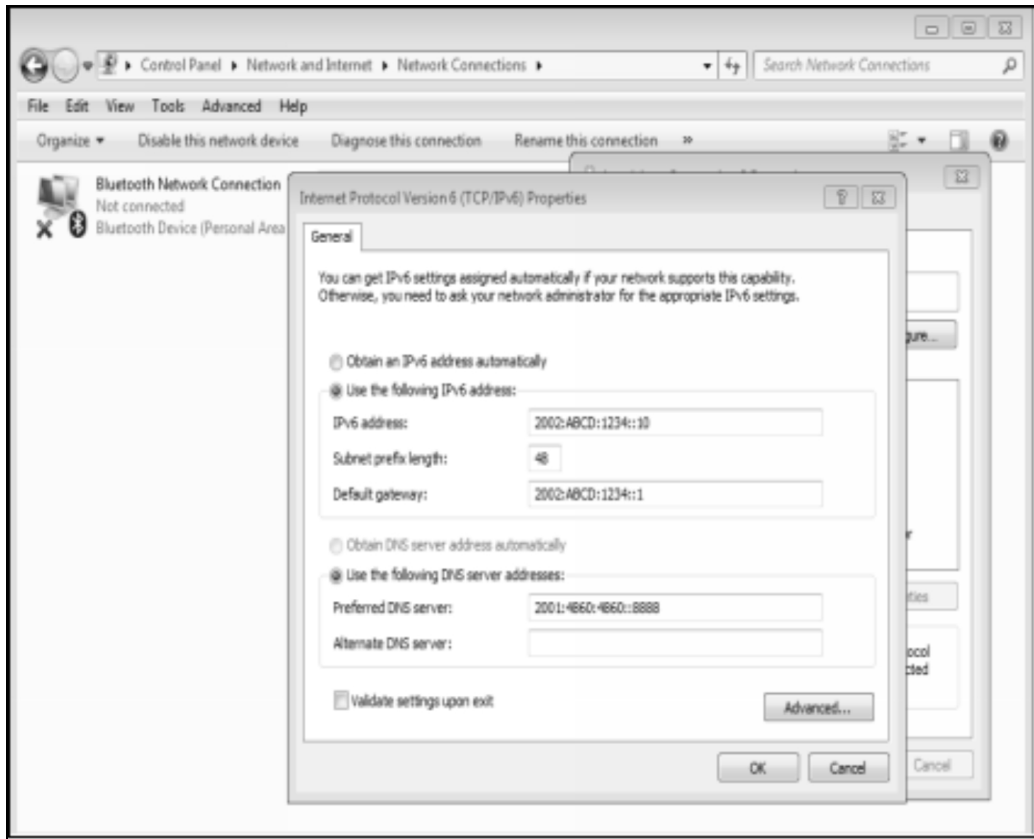 Control Panel ▸ Network and Internet ▸ Network Connections ▸
Search Network Connections
File Edit View Tools Advanced Help
Organize Disable this network device Diagnose this connection Rename this connection »
Bluetooth Network Connection
Not connected
Bluetooth Device (Personal Area
Internet Protocol Version 6 (TCP/IPv6) Properties
General
You can get IPv6 settings assigned automatically if your network supports this capability.
Otherwise, you need to ask your network administrator for the appropriate IPv6 settings.
Obtain an IPv6 address automatically
Use the following IPv6 address:
IPv6 address: 2002:ABCD:1234::10
Subnet prefix length: 48
Default gateway: 2002:ABCD:1234::1
Obtain DNS server address automatically
Use the following DNS server addresses:
Preferred DNS server: 2001:4860:4860::8888
Alternate DNS server:
Validate settings upon exit
Advanced...
OK Cancel
gure...
r
ties
ocol
cted
Cancel